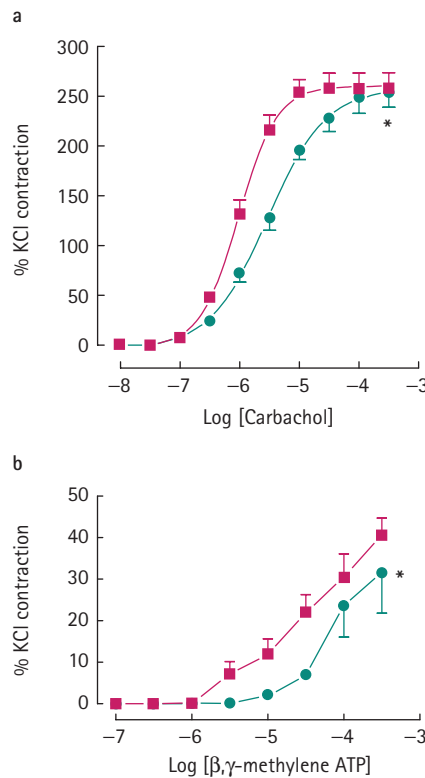 a
300
250
200
150
100
50
0
% KCl contraction
*
−8 −7 −6 −5 −4 −3
Log [Carbachol]
b
50
40
30
20
10
0
% KCl contraction
*
−7 −6 −5 −4 −3
Log [β,γ-methylene ATP]